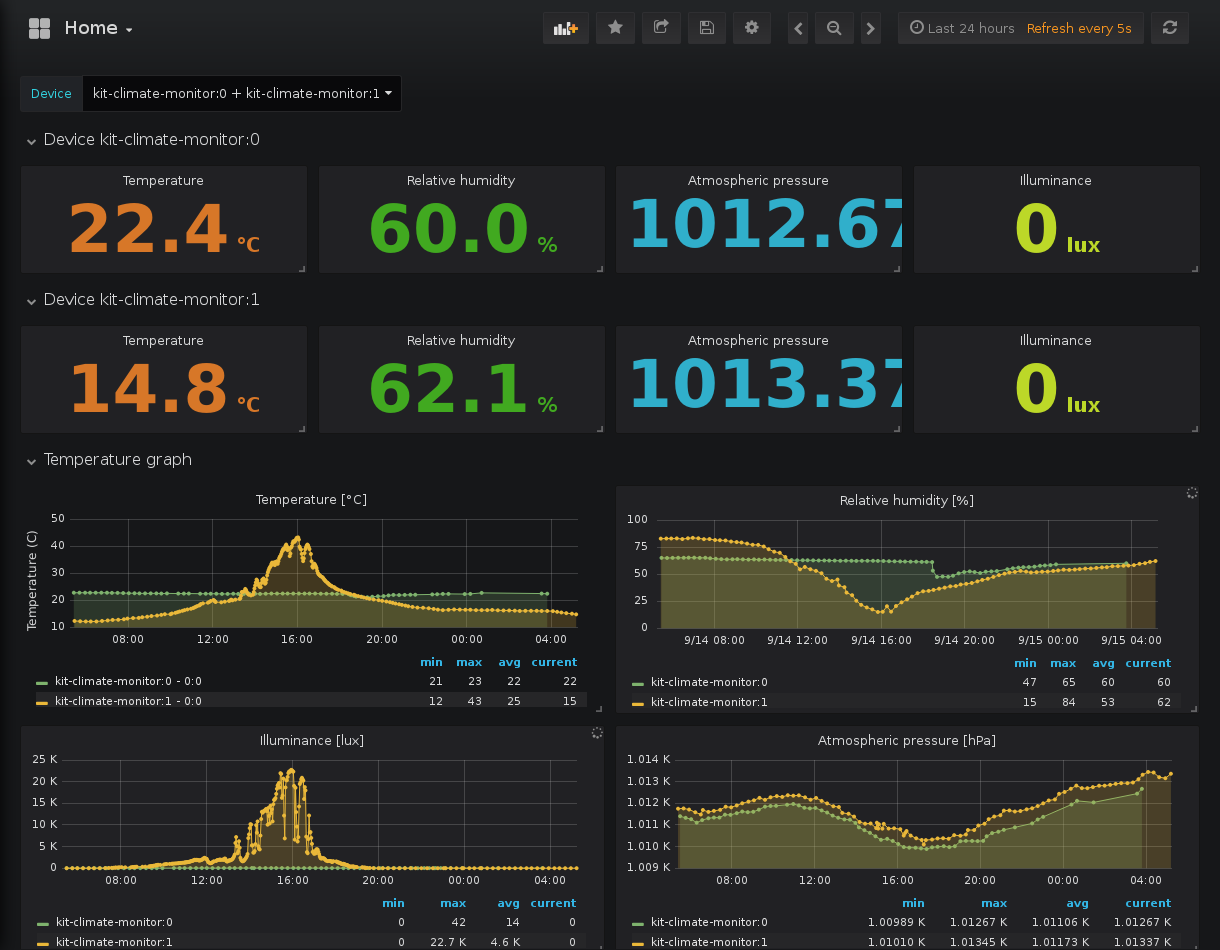 Home
Last 24 hours Refresh every 5s
Device kit-climate-monitor:0 + kit-climate-monitor:1
Device kit-climate-monitor:0
Temperature Relative humidity Atmospheric pressure Illuminance
22.4 °C 60.0 % 1012.67 0 lux
Device kit-climate-monitor:1
Temperature Relative humidity Atmospheric pressure Illuminance
14.8 °C 62.1 % 1013.37 0 lux
Temperature graph
Temperature [°C]
Temperature (C)
50
40
30
20
10
08:00 12:00 16:00 20:00 00:00 04:00
min max avg current
kit-climate-monitor:0 - 0:0 21 23 22 22
kit-climate-monitor:1 - 0:0 12 43 25 15
Relative humidity [%]
100
75
50
25
0
9/14 08:00 9/14 12:00 9/14 16:00 9/14 20:00 9/15 00:00 9/15 04:00
min max avg current
kit-climate-monitor:0 47 65 60 60
kit-climate-monitor:1 15 84 53 62
Illuminance [lux]
25 K
20 K
15 K
10 K
5 K
0
08:00 12:00 16:00 20:00 00:00 04:00
min max avg current
kit-climate-monitor:0 0 42 14 0
kit-climate-monitor:1 0 22.7 K 4.6 K 0
Atmospheric pressure [hPa]
1.014 K
1.013 K
1.012 K
1.011 K
1.010 K
1.009 K
08:00 12:00 16:00 20:00 00:00 04:00
min max avg current
kit-climate-monitor:0 1.00989 K 1.01267 K 1.01106 K 1.01267 K
kit-climate-monitor:1 1.01010 K 1.01345 K 1.01173 K 1.01337 K